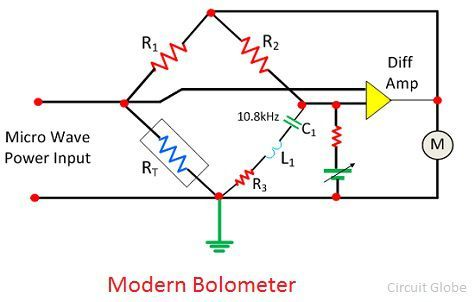 R1
R2
Diff
Amp
10.8kHz
C1
Micro Wave
Power Input
M
L1
RT
R3
Modern Bolometer
Circuit Globe